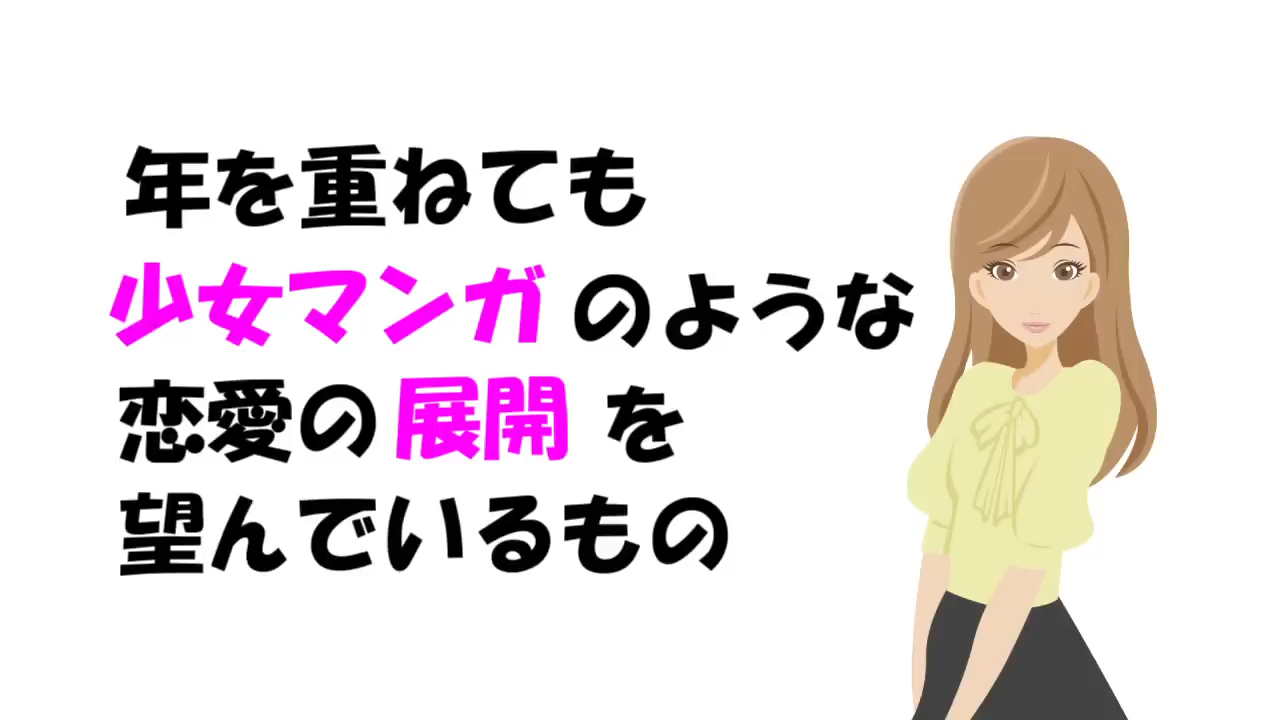 年を重ねても
少女マンガのような
恋愛の展開を
望んでいるもの